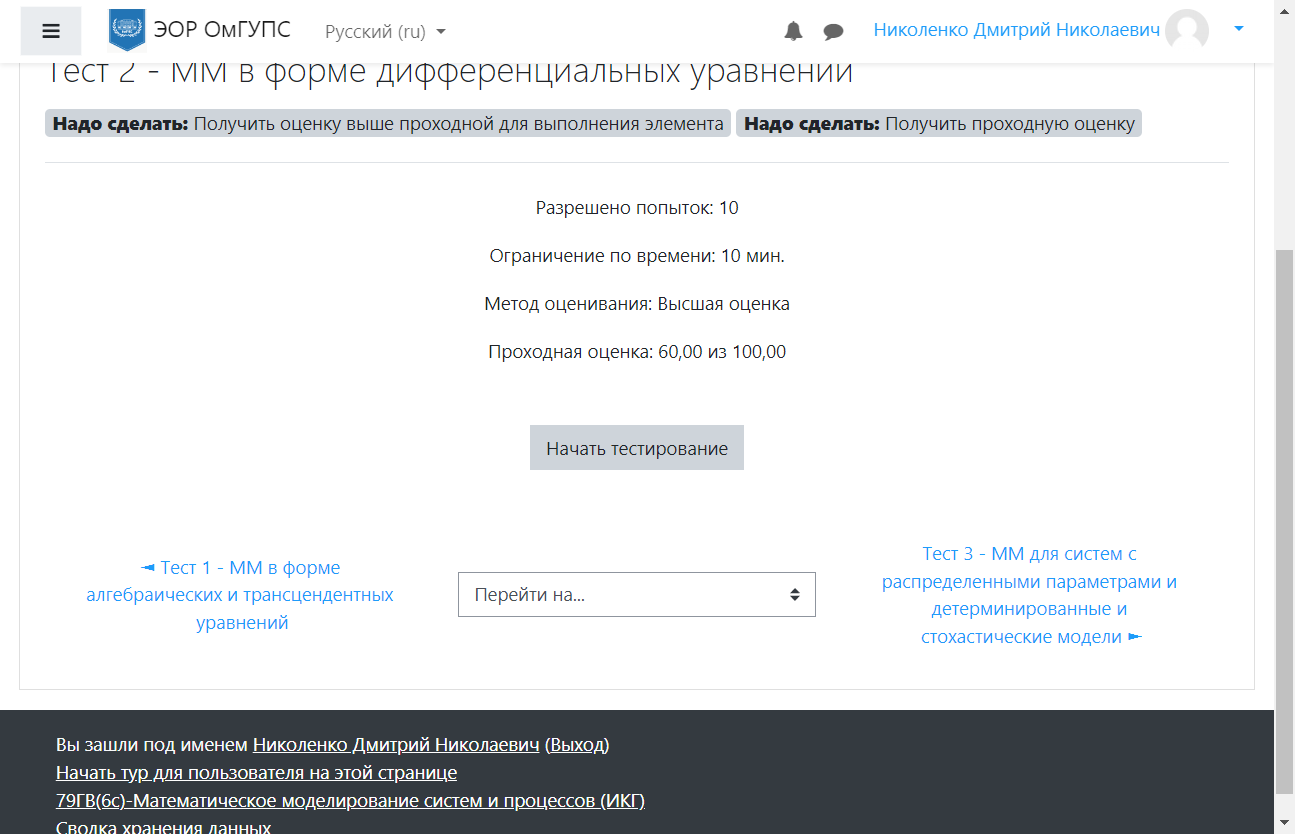 ЭОР ОмГУПС
Русский (ru)
Николенко Дмитрий Николаевич
Тест 2 - ММ в форме дифференциальных уравнений
Надо сделать: Получить оценку выше проходной для выполнения элемента Надо сделать: Получить проходную оценку
Разрешено попыток: 10
Ограничение по времени: 10 мин.
Метод оценивания: Высшая оценка
Проходная оценка: 60,00 из 100,00
Начать тестирование
◄ Тест 1 - ММ в форме
алгебраических и трансцендентных
уравнений
Перейти на...
Тест 3 - ММ для систем с
распределенными параметрами и
детерминированные и
стохастические модели ►
Вы зашли под именем Николенко Дмитрий Николаевич (Выход)
Начать тур для пользователя на этой странице
79ГВ(6с)-Математическое моделирование систем и процессов (ИКГ)
Сводка хранения данных